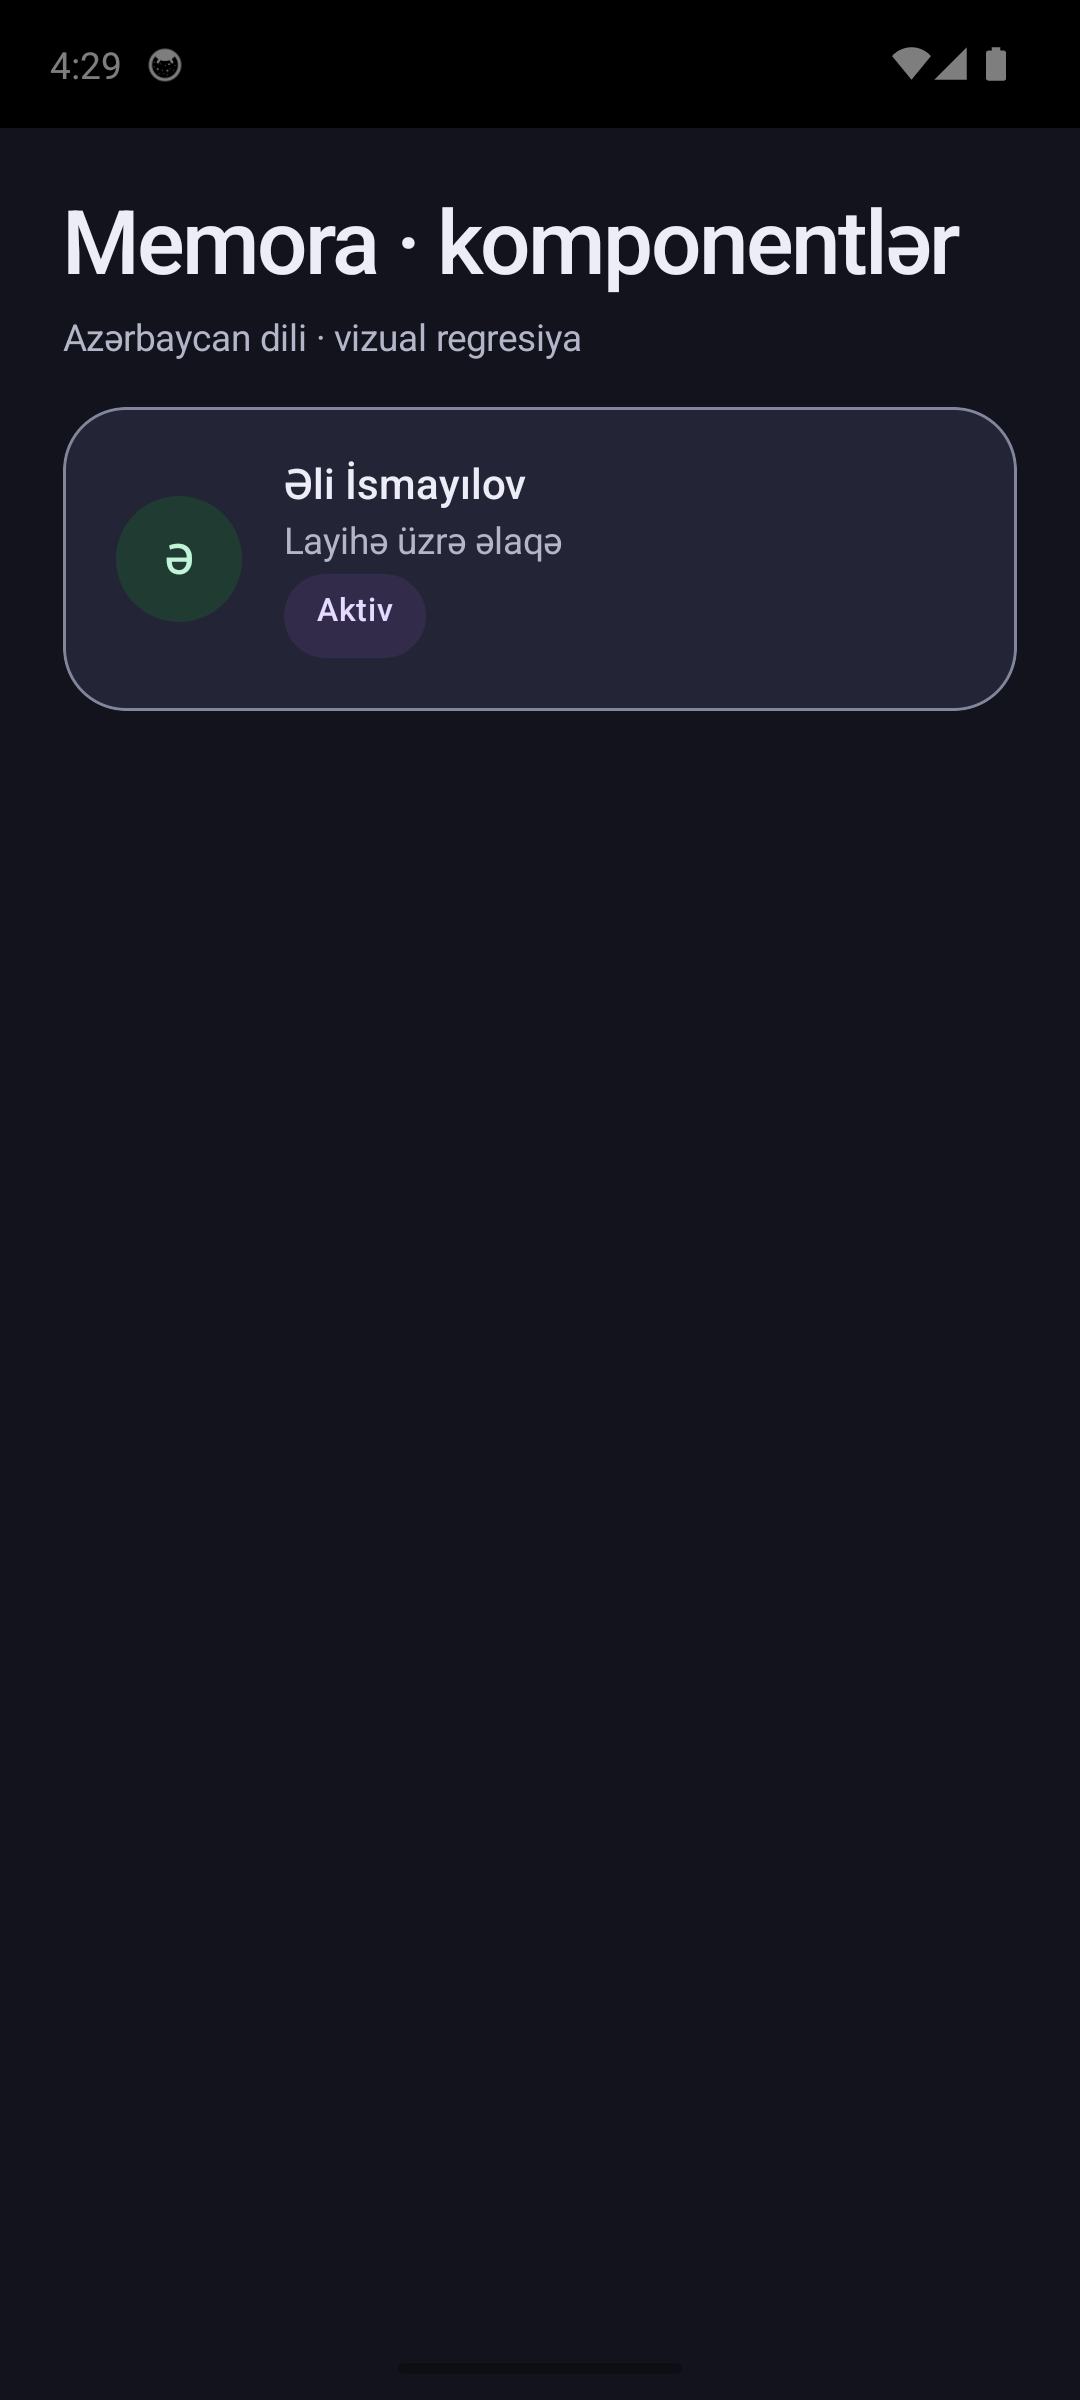 4:29
Memora · komponentlər
Azərbaycan dili · vizual regresiya
Əli İsmayılov
Ə
Layihə üzrə əlaqə
Aktiv